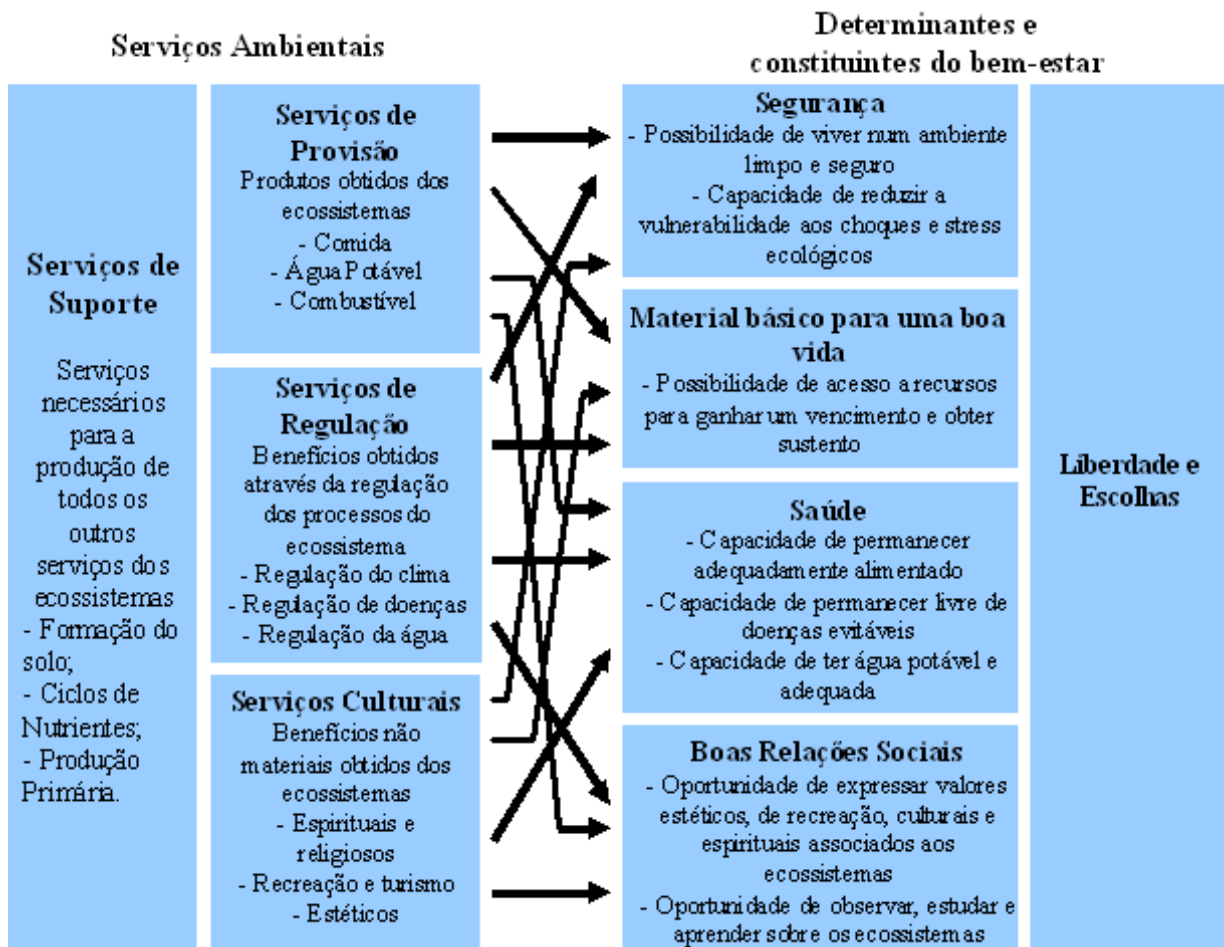 Serviços Ambientais
Determinantes e
constituintes do bem-estar
Serviços de
Suporte
Serviços
necessários
para a
produção de
todos os
outros
serviços dos
ecossistemas
- Formação do
solo;
- Ciclos de
Nutrientes;
- Produção
Primária.
Serviços de
Provisão
Produtos obtidos dos
ecossistemas
- Comida
- Água Potável
- Combustível
Serviços de
Regulação
Benefícios obtidos
através da regulação
dos processos do
ecossistema
- Regulação do clima
- Regulação de doenças
- Regulação da água
Serviços Culturais
Benefícios não
materiais obtidos dos
ecossistemas
- Espirituais e
religiosos
- Recreação e turismo
- Estéticos
Segurança
- Possibilidade de viver num ambiente
limpo e seguro
- Capacidade de reduzir a
vulnerabilidade aos choques e stress
ecológicos
Material básico para uma boa
vida
- Possibilidade de acesso a recursos
para ganhar um vencimento e obter
sustento
Saúde
- Capacidade de permanecer
adequadamente alimentado
- Capacidade de permanecer livre de
doenças evitáveis
- Capacidade de ter água potável e
adequada
Boas Relações Sociais
- Oportunidade de expressar valores
estéticos, de recreação, culturais e
espirituais associados aos
ecossistemas
- Oportunidade de observar, estudar e
aprender sobre os ecossistemas
Liberdade e
Escolhas